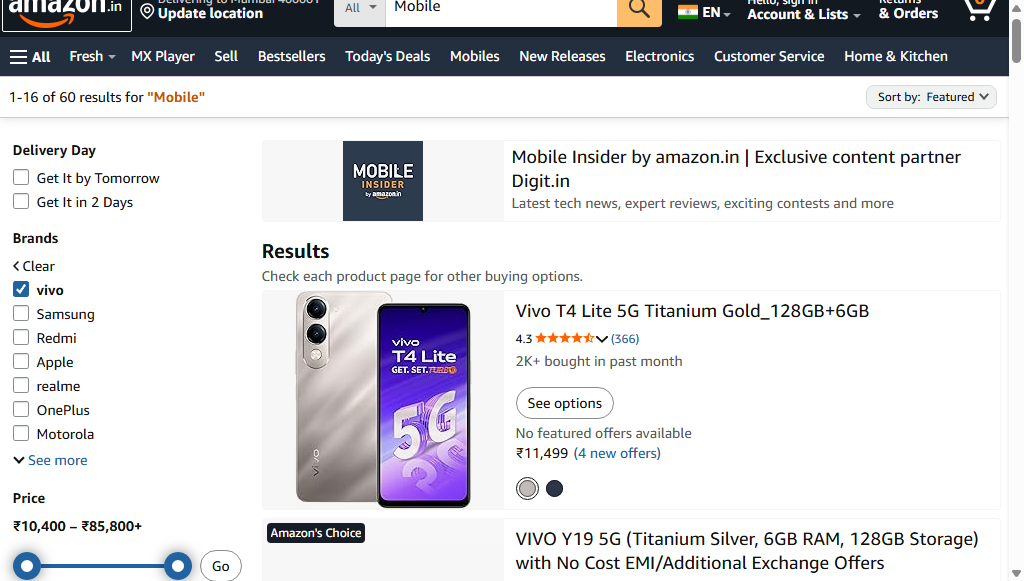 amazon.in
Delivering to Mumbai 400001
Update location
All
Mobile
EN
Hello, sign in
Account & Lists
Returns
& Orders
0
All
Fresh
MX Player
Sell
Bestsellers
Today's Deals
Mobiles
New Releases
Electronics
Customer Service
Home & Kitchen
1-16 of 60 results for "Mobile"
Sort by: Featured
Delivery Day
Get It by Tomorrow
Get It in 2 Days
Brands
Clear
vivo
Samsung
Redmi
Apple
realme
OnePlus
Motorola
See more
Price
₹10,400 – ₹85,800+
Go
MOBILE
INSIDER
by amazon.in
Mobile Insider by amazon.in | Exclusive content partner
Digit.in
Latest tech news, expert reviews, exciting contests and more
Results
Check each product page for other buying options.
vivo
vivo
T4 Lite
GET. SET. TURBO
5G
Vivo T4 Lite 5G Titanium Gold_128GB+6GB
4.3
(366)
2K+ bought in past month
See options
No featured offers available
₹11,499 (4 new offers)
Amazon's Choice
VIVO Y19 5G (Titanium Silver, 6GB RAM, 128GB Storage)
with No Cost EMI/Additional Exchange Offers